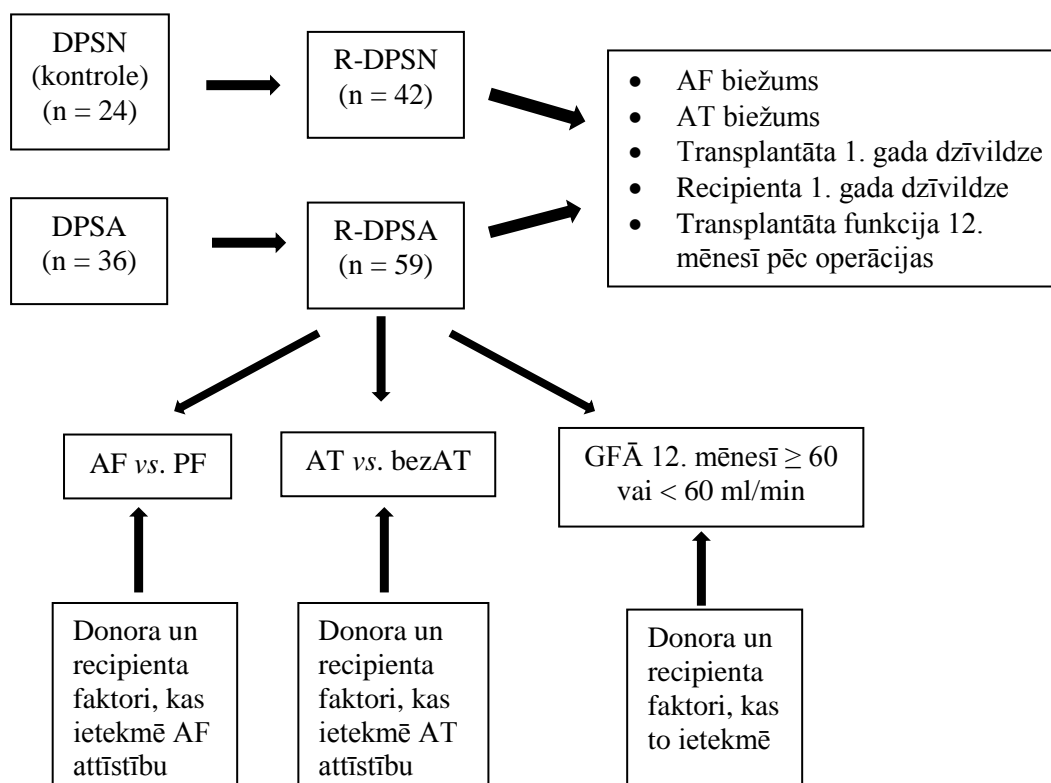 DPSN
(kontrole)
(n = 24)
R-DPSN
(n = 42)
• AF biežums
• AT biežums
• Transplantāta 1. gada dzīvildze
• Recipienta 1. gada dzīvildze
• Transplantāta funkcija 12.
mēnesī pēc operācijas
DPSA
(n = 36)
R-DPSA
(n = 59)
AF vs. PF
AT vs. bezAT
GFĀ 12. mēnesī ≥ 60
vai < 60 ml/min
Donora un
recipienta
faktori, kas
ietekmē AF
attīstību
Donora un
recipienta
faktori, kas
ietekmē AT
attīstību
Donora un
recipienta
faktori, kas
to ietekmē